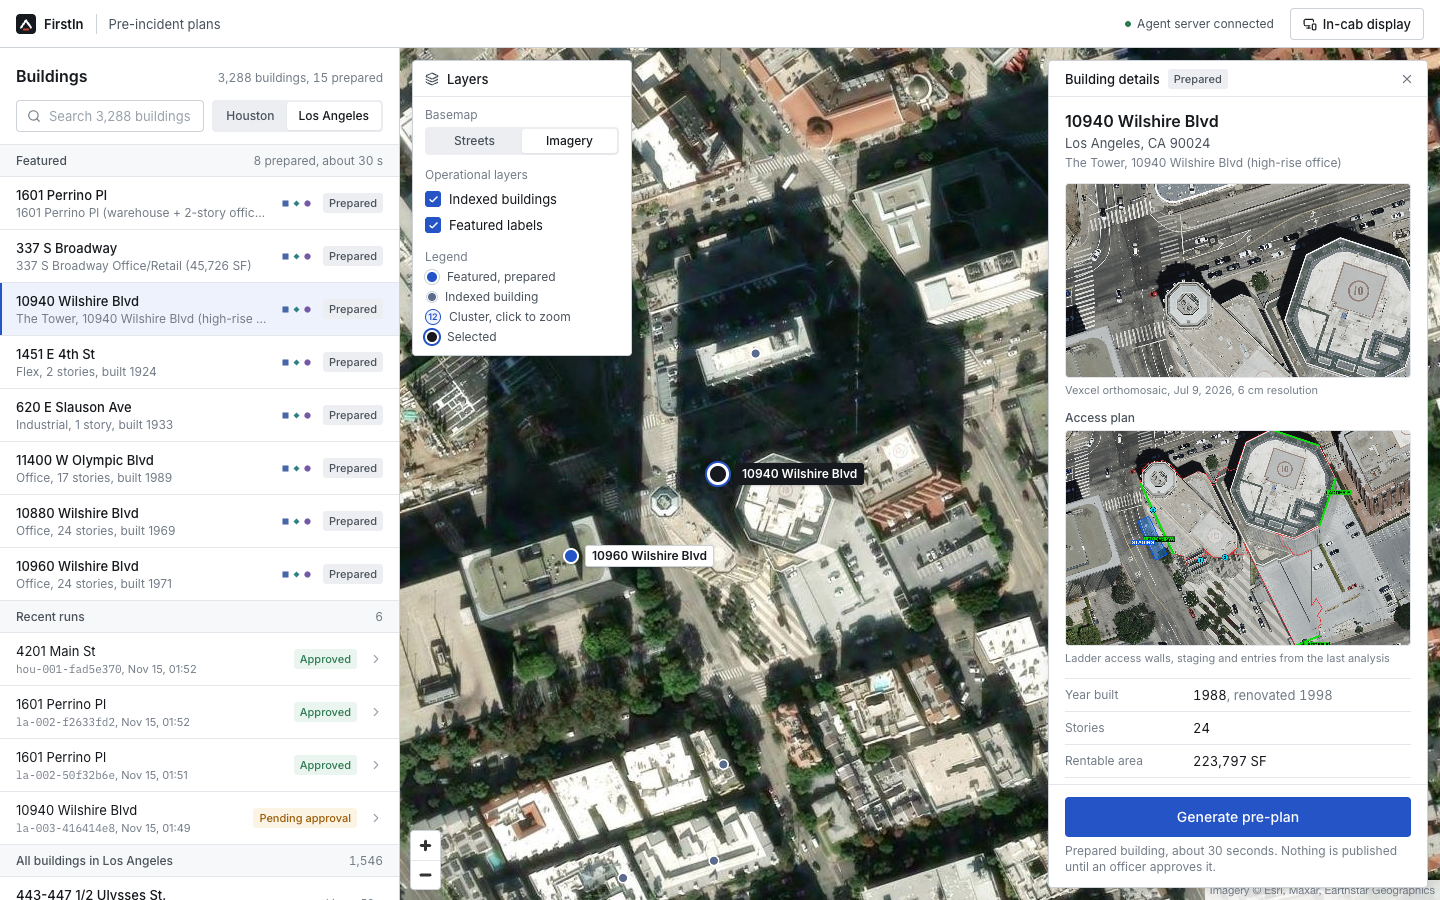 FirstIn
Pre-incident plans
Agent server connected
In-cab display
Buildings
3,288 buildings, 15 prepared
Search 3,288 buildings
Houston
Los Angeles
Featured
8 prepared, about 30 s
1601 Perrino Pl
1601 Perrino Pl (warehouse + 2-story offic...
Prepared
337 S Broadway
337 S Broadway Office/Retail (45,726 SF)
Prepared
10940 Wilshire Blvd
The Tower, 10940 Wilshire Blvd (high-rise ...
Prepared
1451 E 4th St
Flex, 2 stories, built 1924
Prepared
620 E Slauson Ave
Industrial, 1 story, built 1933
Prepared
11400 W Olympic Blvd
Office, 17 stories, built 1989
Prepared
10880 Wilshire Blvd
Office, 24 stories, built 1969
Prepared
10960 Wilshire Blvd
Office, 24 stories, built 1971
Prepared
Recent runs
6
4201 Main St
hou-001-fad5e370, Nov 15, 01:52
Approved
1601 Perrino Pl
la-002-f2633fd2, Nov 15, 01:52
Approved
1601 Perrino Pl
la-002-50f32b6e, Nov 15, 01:51
Approved
10940 Wilshire Blvd
la-003-416414e8, Nov 15, 01:49
Pending approval
All buildings in Los Angeles
1,546
443-447 1/2 Ulysses St.
Layers
Basemap
Streets
Imagery
Operational layers
Indexed buildings
Featured labels
Legend
Featured, prepared
Indexed building
12
Cluster, click to zoom
Selected
10940 Wilshire Blvd
10960 Wilshire Blvd
Building details
Prepared
10940 Wilshire Blvd
Los Angeles, CA 90024
The Tower, 10940 Wilshire Blvd (high-rise office)
10
Vexcel orthomosaic, Jul 9, 2026, 6 cm resolution
Access plan
STAGING
Ladder access walls, staging and entries from the last analysis
Year built
1988, renovated 1998
Stories
24
Rentable area
223,797 SF
Generate pre-plan
Prepared building, about 30 seconds. Nothing is published
until an officer approves it.
Imagery © Esri, Maxar, Earthstar Geographics